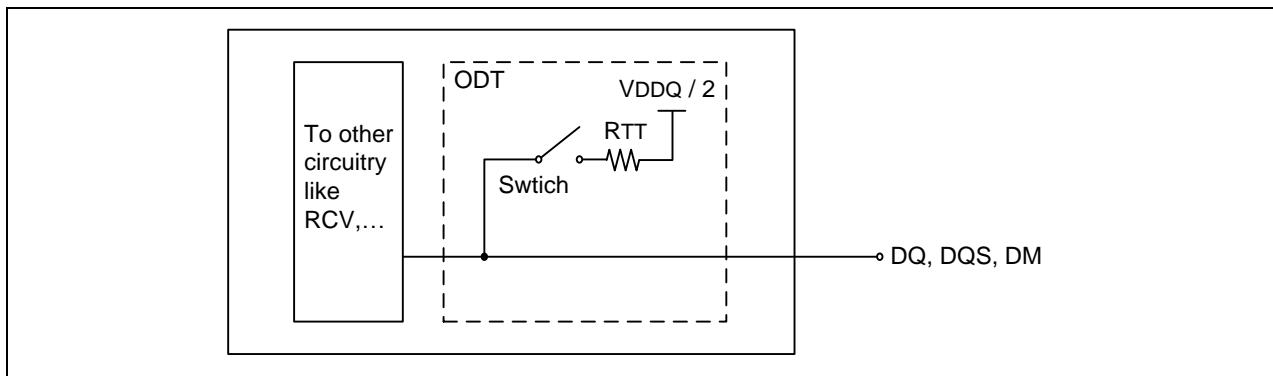 ODT
VDDQ / 2
RTT
Swtich
To other
circuitry
like
RCV,...
DQ, DQS, DM